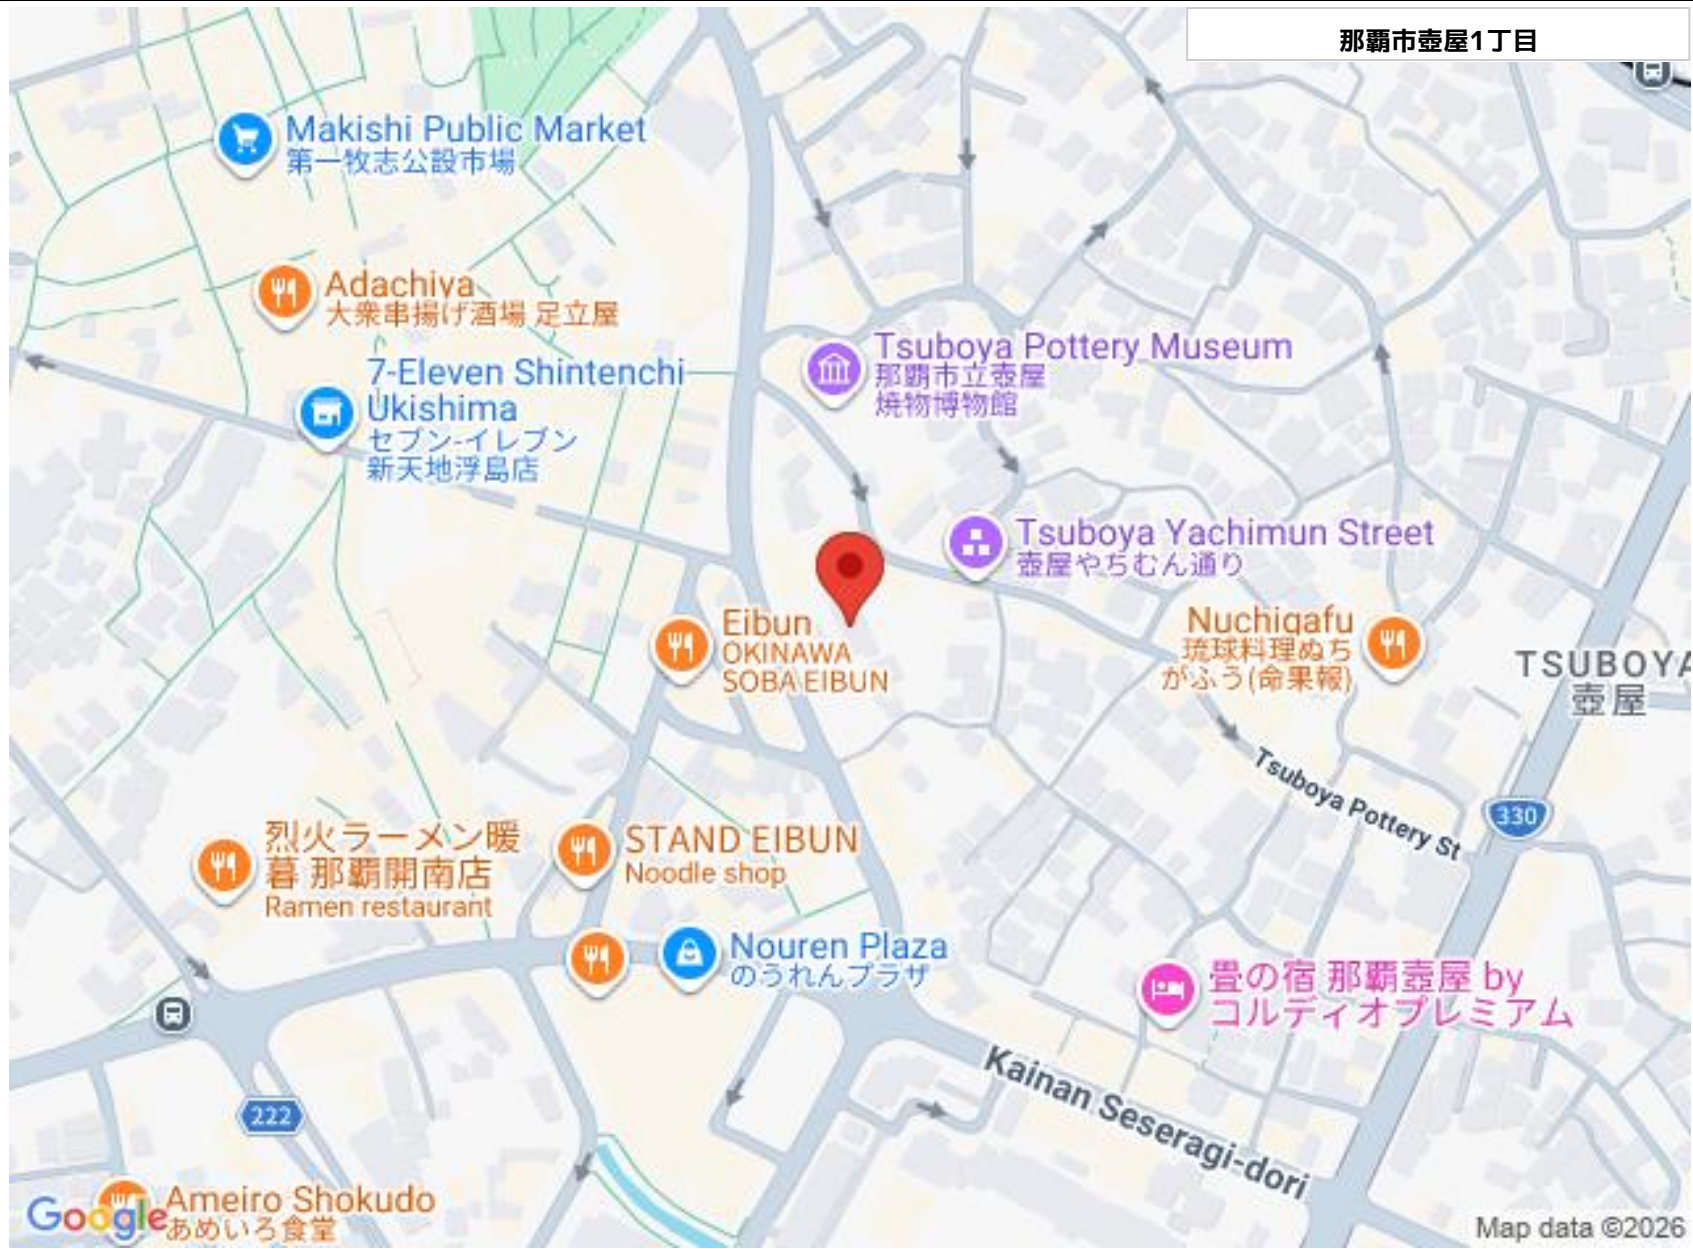 那覇市壺屋1丁目
Makishi Public Market
第一牧志公設市場
Adachiya
大衆串揚げ酒場 足立屋
7-Eleven Shintenchi
Ukishima
セブン-イレブン
新天地浮島店
Tsuboya Pottery Museum
那覇市立壺屋
焼物博物館
Tsuboya Yachimun Street
壺屋やちむん通り
Eibun
OKINAWA
SOBA EIBUN
Nuchigafu
琉球料理ぬち
がふう(命果報)
TSUBOYA
壺屋
Tsuboya Pottery St
330
烈火ラーメン暖
暮 那覇開南店
Ramen restaurant
STAND EIBUN
Noodle shop
Nouren Plaza
のうれんプラザ
畳の宿 那覇壺屋 by
コルディオプレミアム
Kainan Seseragi-dori
222
Ameiro Shokudo
あめいろ食堂
Google
Map data ©2026